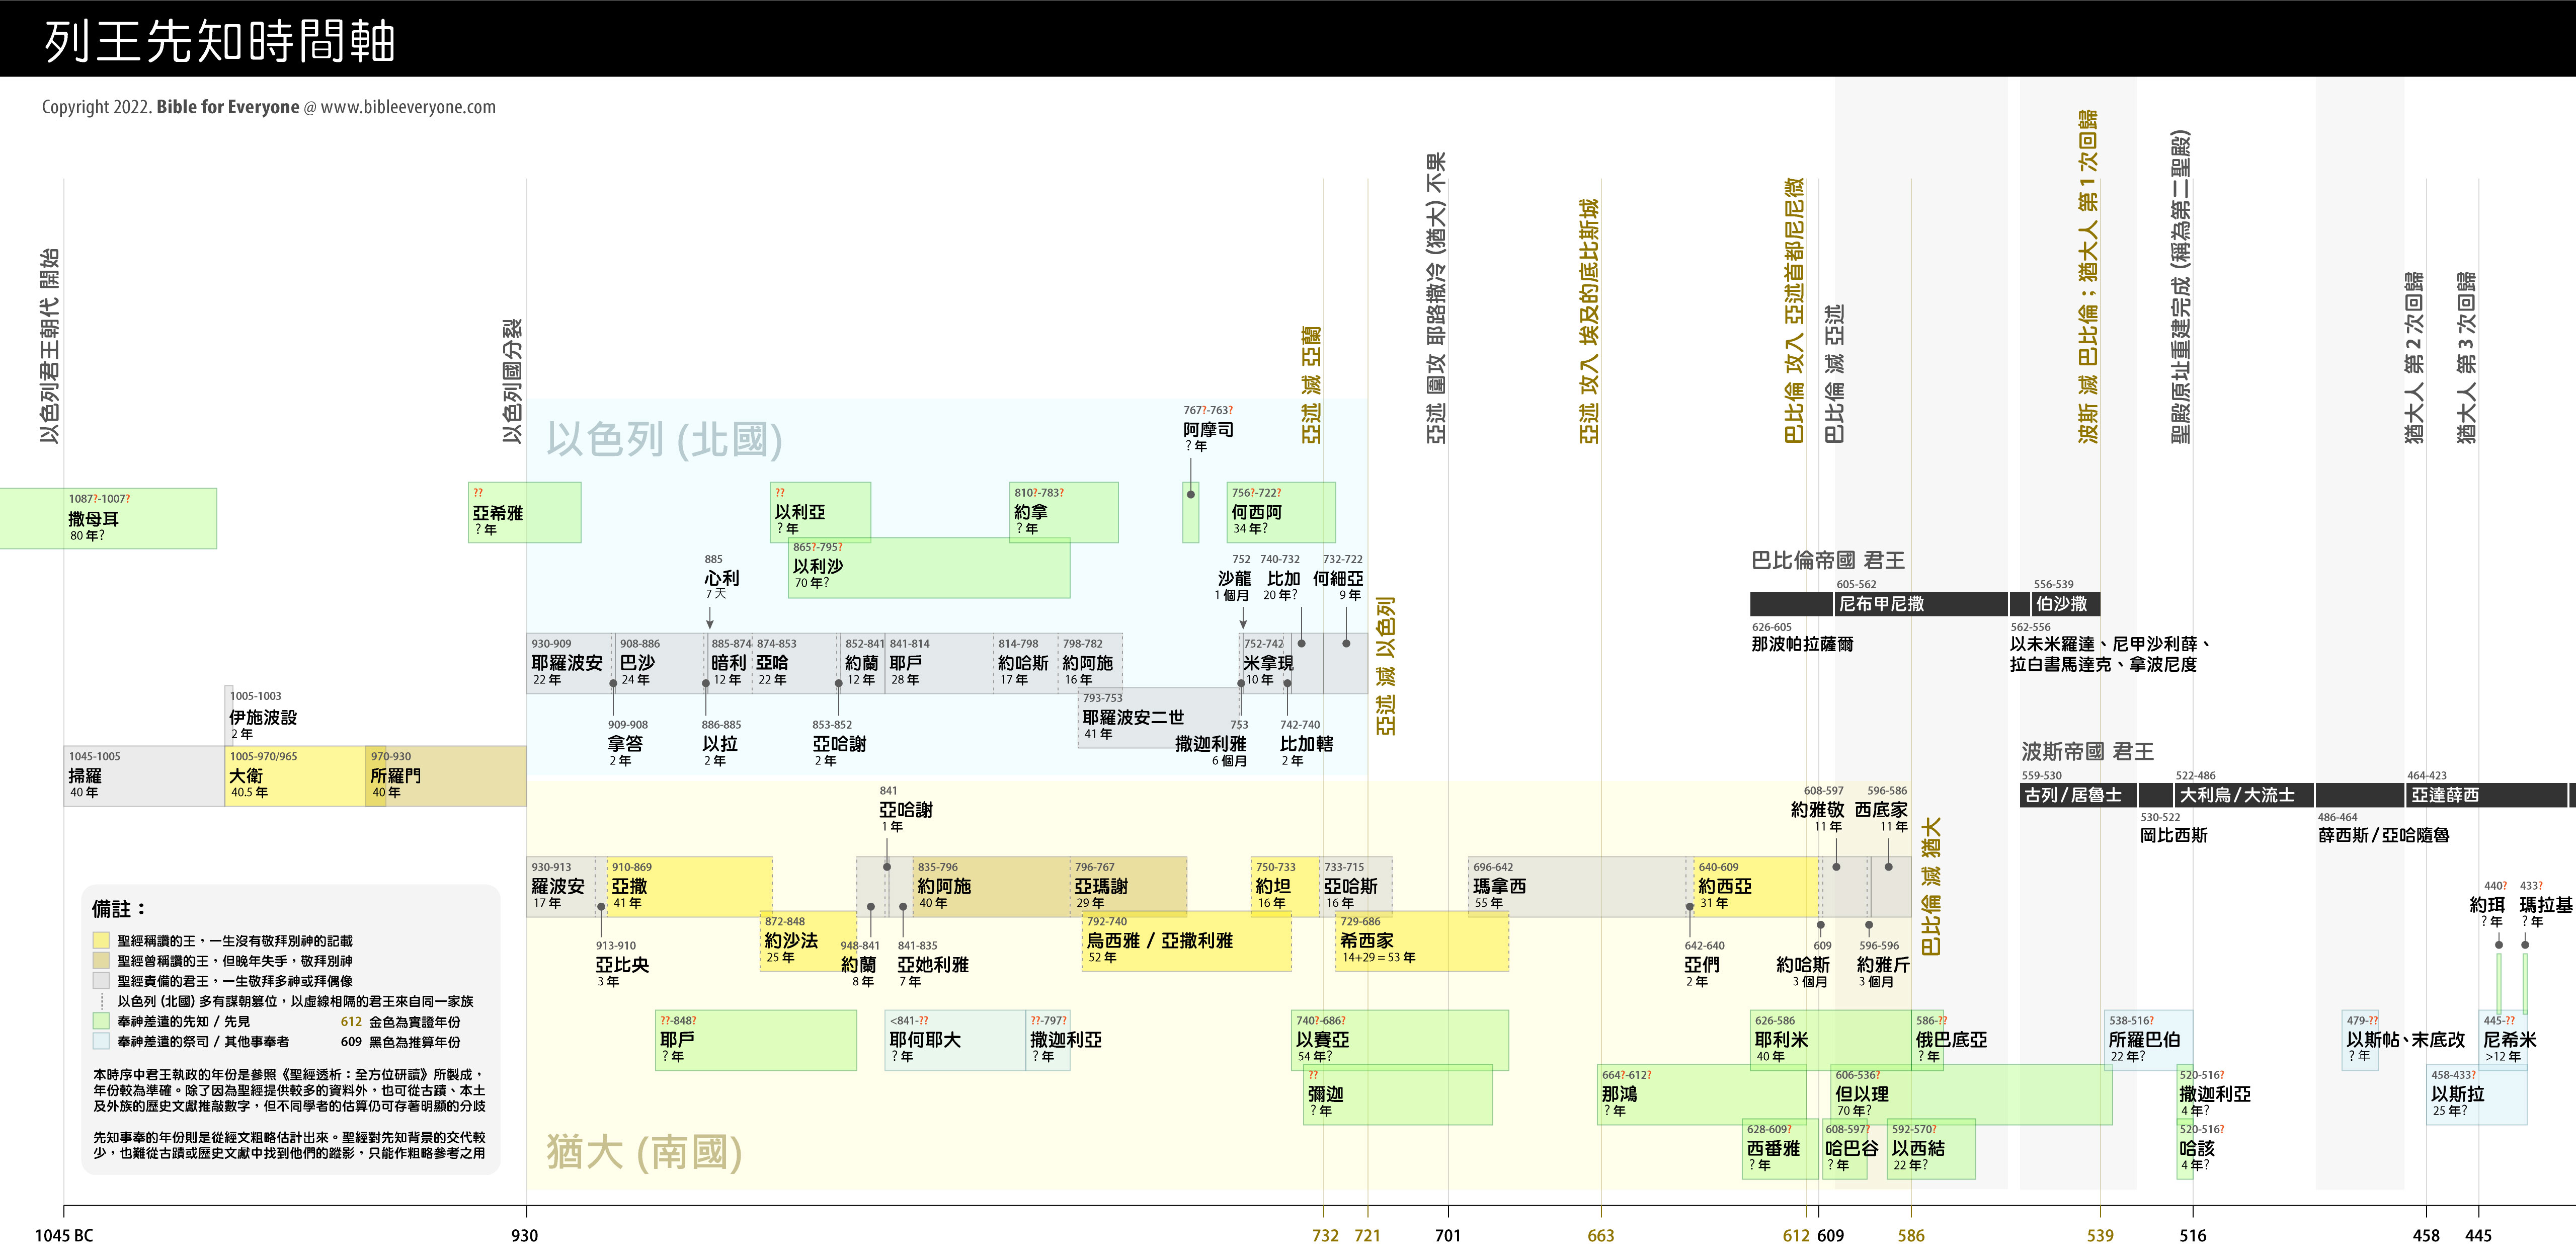 列王先知時間軸
Copyright 2022. Bible for Everyone @ www.bibleeveryone.com
以色列君王朝代 開始
以色列國分裂
亞述 滅 亞蘭
亞述 滅 以色列
亞述 圍攻 耶路撒冷 (猶大) 不果
亞述 攻入 埃及的底比斯城
巴比倫 攻入 亞述首都尼尼微
巴比倫 滅 亞述
巴比倫 滅 猶大
波斯 滅 巴比倫；猶大人 第 1 次回歸
聖殿原址重建完成 (稱為第二聖殿)
猶大人 第 2 次回歸
猶大人 第 3 次回歸
以色列 (北國)
1087?-1007?
撒母耳
80 年?
??
亞希雅
? 年
??
以利亞
? 年
865?-795?
以利沙
70 年?
810?-783?
約拿
? 年
767?-763?
阿摩司
? 年
756?-722?
何西阿
34 年?
885
心利
7 天
752
沙龍
1 個月
740-732
比加
20 年?
732-722
何細亞
9 年
930-909
耶羅波安
22 年
908-886
巴沙
24 年
885-874
暗利
12 年
874-853
亞哈
22 年
852-841
約蘭
12 年
841-814
耶戶
28 年
814-798
約哈斯
17 年
798-782
約阿施
16 年
752-742
米拿現
10 年
793-753
耶羅波安二世
41 年
909-908
拿答
2 年
886-885
以拉
2 年
853-852
亞哈謝
2 年
753
撒迦利雅
6 個月
742-740
比加轄
2 年
1005-1003
伊施波設
2 年
1045-1005
掃羅
40 年
1005-970/965
大衛
40.5 年
970-930
所羅門
40 年
841
亞哈謝
1 年
608-597
約雅敬
11 年
596-586
西底家
11 年
930-913
羅波安
17 年
910-869
亞撒
41 年
835-796
約阿施
40 年
796-767
亞瑪謝
29 年
750-733
約坦
16 年
733-715
亞哈斯
16 年
696-642
瑪拿西
55 年
640-609
約西亞
31 年
872-848
約沙法
25 年
792-740
烏西雅 / 亞撒利雅
52 年
729-686
希西家
14+29 = 53 年
913-910
亞比央
3 年
948-841
約蘭
8 年
841-835
亞她利雅
7 年
642-640
亞們
2 年
609
約哈斯
3 個月
596-596
約雅斤
3 個月
??-848?
耶戶
? 年
<841-??
耶何耶大
? 年
??-797?
撒迦利亞
? 年
740?-686?
以賽亞
54 年?
??
彌迦
? 年
664?-612?
那鴻
? 年
626-586
耶利米
40 年
586-??
俄巴底亞
? 年
606-536?
但以理
70 年?
628-609?
西番雅
? 年
608-597?
哈巴谷
? 年
592-570?
以西結
22 年?
538-516?
所羅巴伯
22 年?
520-516?
撒迦利亞
4 年?
520-516?
哈該
4 年?
479-??
以斯帖、末底改
? 年
445-??
尼希米
>12 年
458-433?
以斯拉
25 年?
440?
約珥
? 年
433?
瑪拉基
? 年
猶大 (南國)
巴比倫帝國 君王
605-562
尼布甲尼撒
556-539
伯沙撒
626-605
那波帕拉薩爾
562-556
以未米羅達、尼甲沙利薛、
拉白書馬達克、拿波尼度
波斯帝國 君王
559-530
古列 / 居魯士
522-486
大利烏 / 大流士
464-423
亞達薛西
530-522
岡比西斯
486-464
薛西斯 / 亞哈隨魯
備註：
聖經稱讚的王，一生沒有敬拜別神的記載
聖經曾稱讚的王，但晚年失手，敬拜別神
聖經責備的君王，一生敬拜多神或拜偶像
以色列 (北國) 多有謀朝篡位，以虛線相隔的君王來自同一家族
奉神差遣的先知 / 先見
612 金色為實證年份
奉神差遣的祭司 / 其他事奉者
609 黑色為推算年份
本時序中君王執政的年份是參照《聖經透析：全方位研讀》所製成，
年份較為準確。除了因為聖經提供較多的資料外，也可從古蹟、本土
及外族的歷史文獻推敲數字，但不同學者的估算仍可存著明顯的分歧
先知事奉的年份則是從經文粗略估計出來。聖經對先知背景的交代較
少，也難從古蹟或歷史文獻中找到他們的蹤影，只能作粗略參考之用
1045 BC
930
732
721
701
663
612
609
586
539
516
458
445